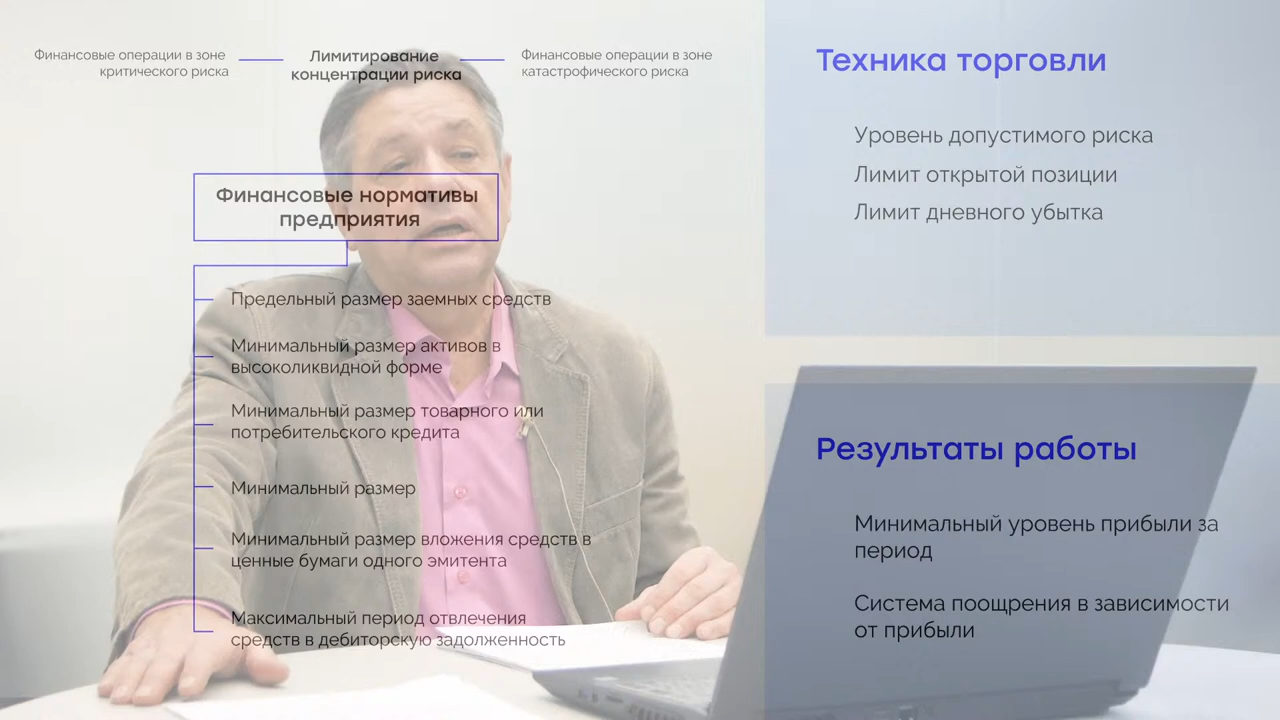 Финансовые операции в зоне
критического риска
Лимитирование
концентрации риска
Финансовые операции в зоне
катастрофического риска
Финансовые нормативы
предприятия
Предельный размер заемных средств
Минимальный размер активов в
высоколиквидной форме
Минимальный размер товарного или
потребительского кредита
Минимальный размер
Минимальный размер вложения средств в
ценные бумаги одного эмитента
Максимальный период отвлечения
средств в дебиторскую задолженность
Техника торговли
Уровень допустимого риска
Лимит открытой позиции
Лимит дневного убытка
Результаты работы
Минимальный уровень прибыли за
период
Система поощрения в зависимости
от прибыли